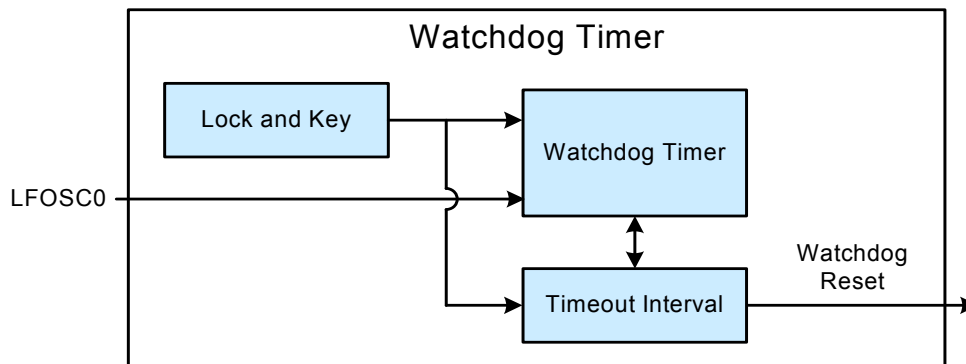 Watchdog Timer
Lock and Key
Watchdog Timer
LFOSC0
Watchdog
Reset
Timeout Interval